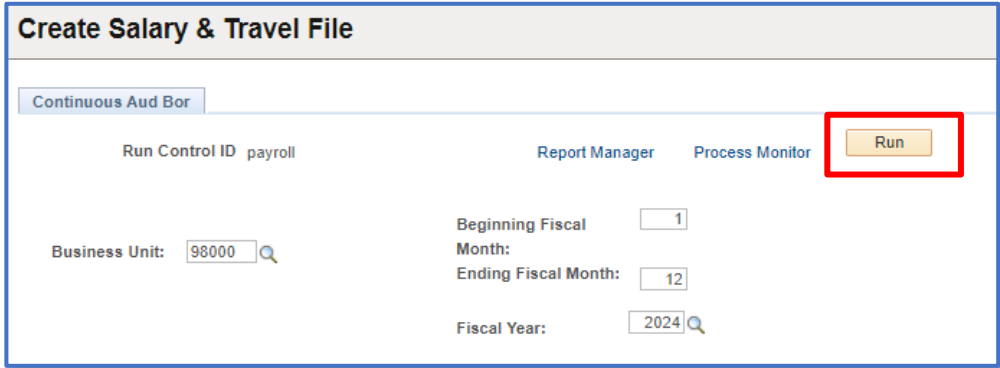 Create Salary & Travel File
Continuous Aud Bor
Run Control ID payroll Report Manager Process Monitor Run
Beginning Fiscal 1
Month:
Business Unit: 98000
Ending Fiscal Month: 12
Fiscal Year: 2024